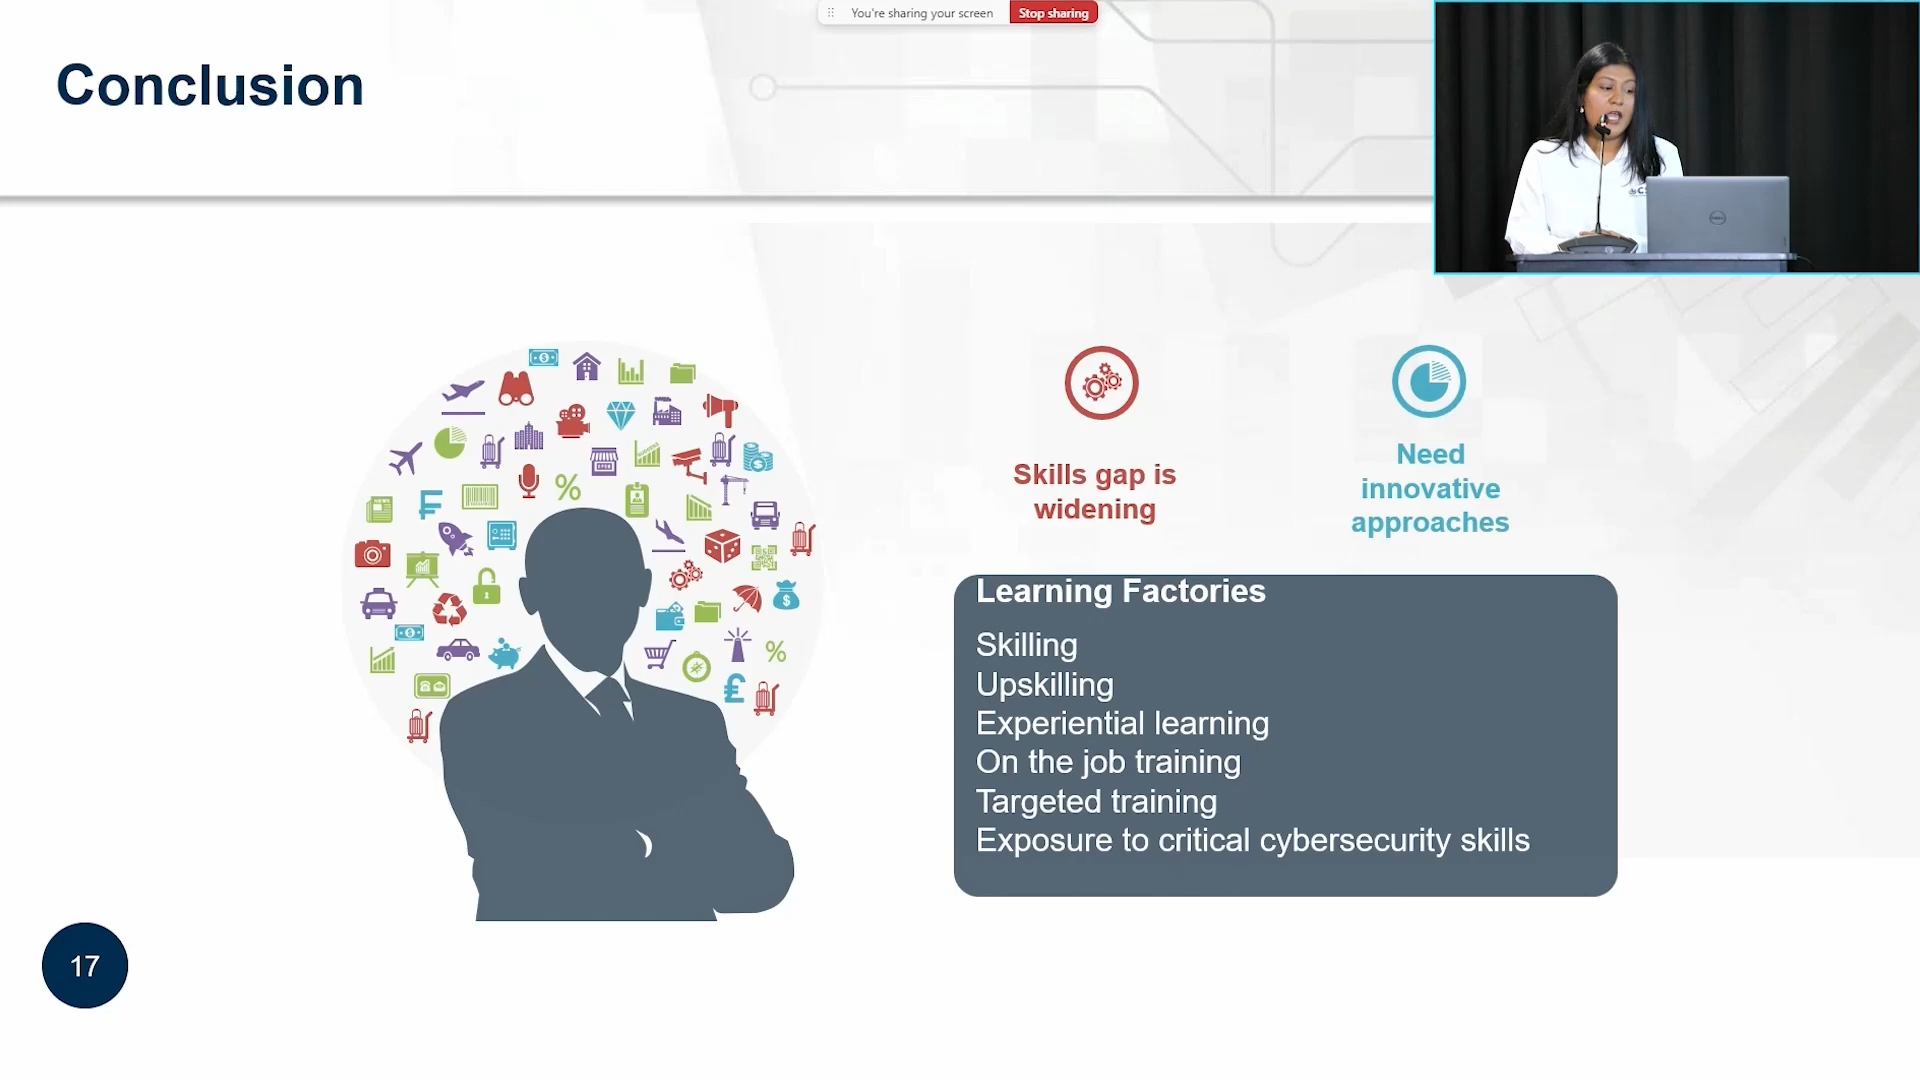 You're sharing your screen
Stop sharing
Conclusion
Skills gap is
widening
Need
innovative
approaches
Learning Factories
Skilling
Upskilling
Experiential learning
On the job training
Targeted training
Exposure to critical cybersecurity skills
%
%
17